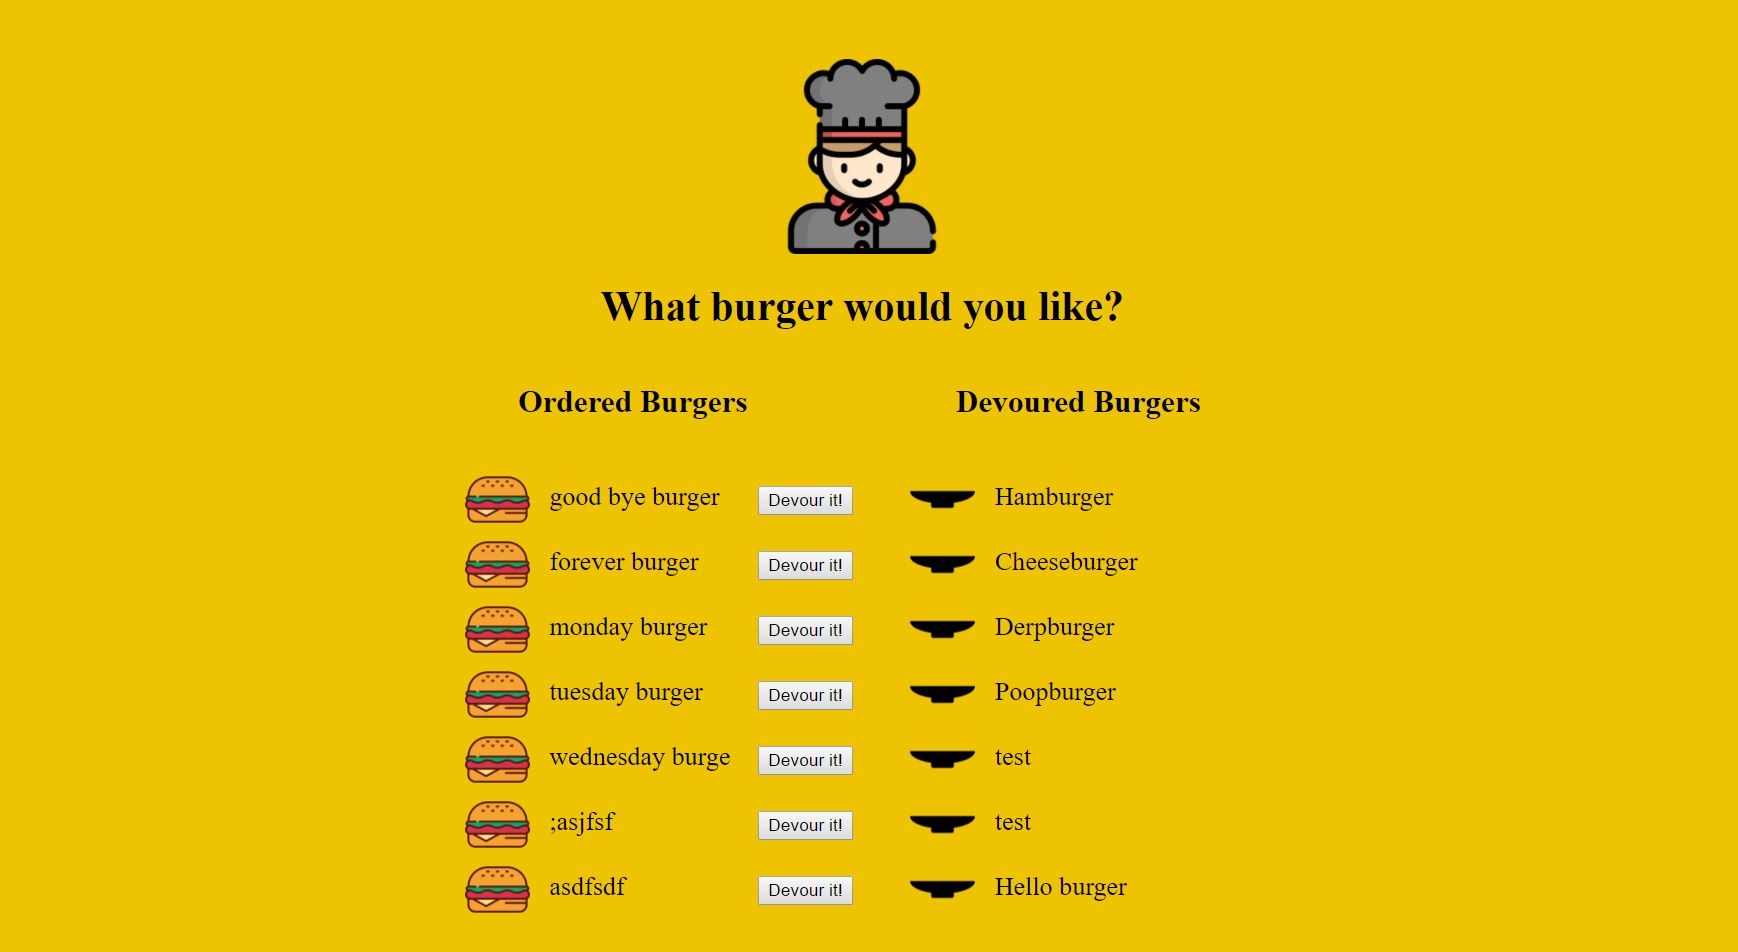 What burger would you like?
Ordered Burgers
Devoured Burgers
good bye burger Devour it! Hamburger
forever burger Devour it! Cheeseburger
monday burger Devour it! Derpburger
tuesday burger Devour it! Poopburger
wednesday burge Devour it! test
;asjfsf Devour it! test
asdfsdf Devour it! Hello burger